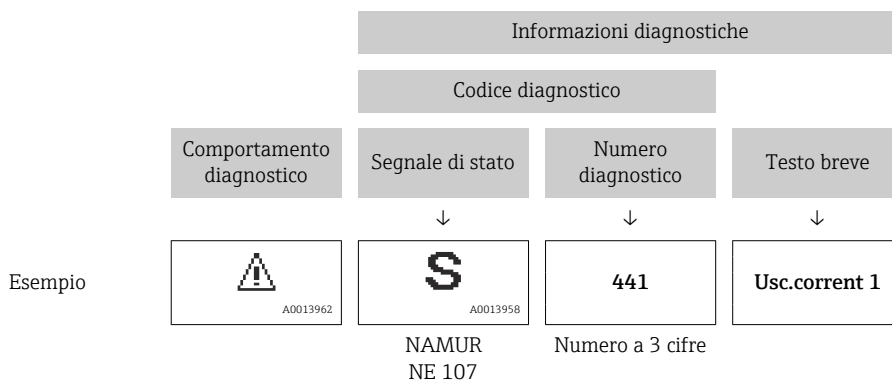 Informazioni diagnostiche
Codice diagnostico
Comportamento
diagnostico
Segnale di stato
Numero
diagnostico
Testo breve
↓ ↓ ↓
Esempio
A0013962
S
A0013958
441
Usc.corrent 1
NAMUR
NE 107
Numero a 3 cifre